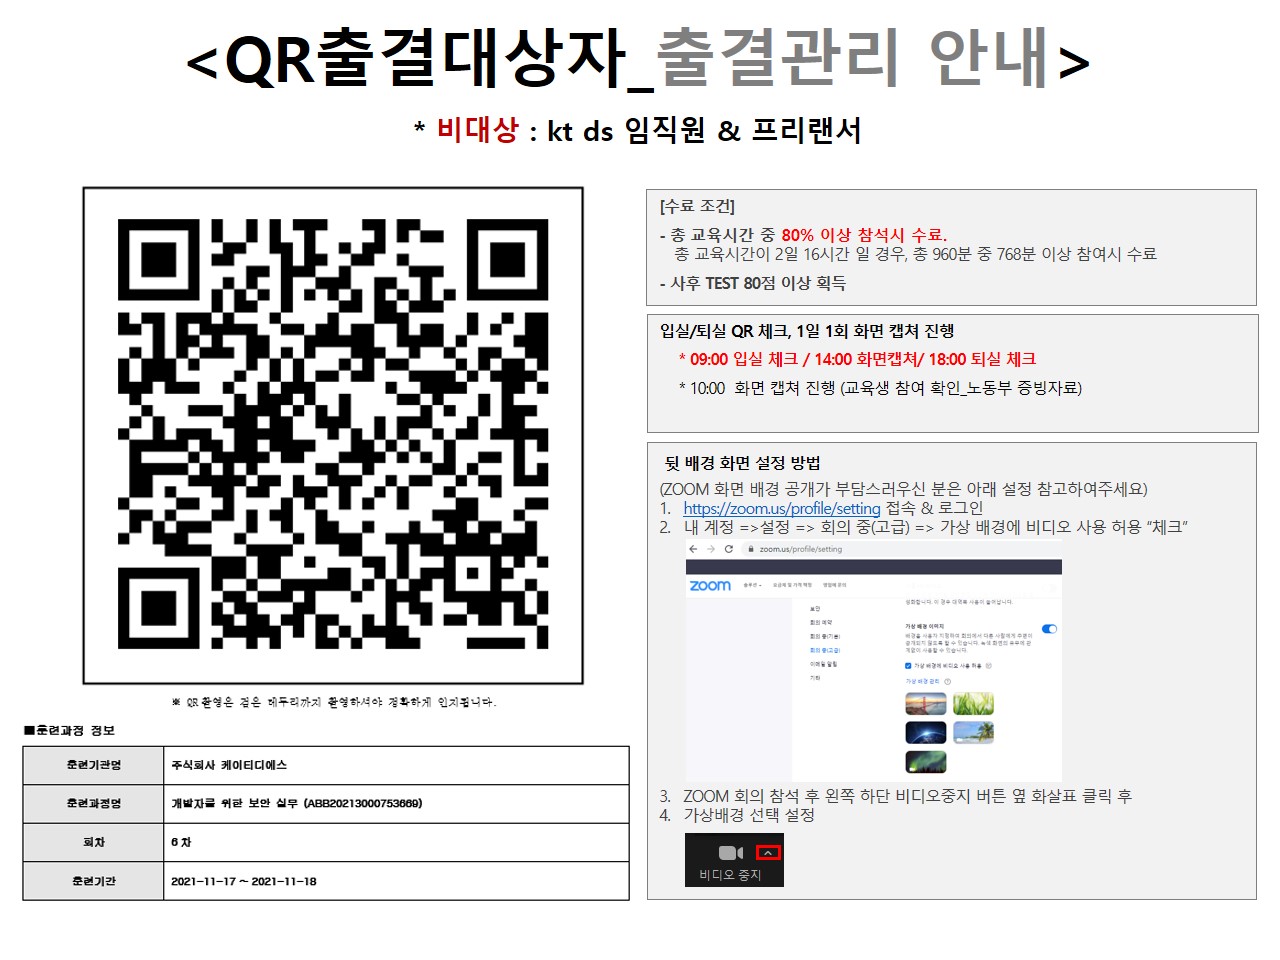 <QR출결대상자_출결관리 안내>
* 비대상 : kt ds 임직원 & 프리랜서
※ QR촬영은 검은 테두리까지 촬영하셔야 정확하게 인지됩니다.
■훈련과정 정보
훈련기관명 주식회사 케이티디에스
훈련과정명 개발자를 위한 보안 실무 (ABB20213000753669)
회차 6 차
훈련기간 2021-11-17 ~ 2021-11-18
[수료 조건]
- 총 교육시간 중 80% 이상 참석시 수료.
총 교육시간이 2일 16시간 일 경우, 총 960분 중 768분 이상 참여시 수료
- 사후 TEST 80점 이상 획득
입실/퇴실 QR 체크, 1일 1회 화면 캡쳐 진행
* 09:00 입실 체크 / 14:00 화면캡쳐/ 18:00 퇴실 체크
* 10:00 화면 캡쳐 진행 (교육생 참여 확인_노동부 증빙자료)
뒷 배경 화면 설정 방법
(ZOOM 화면 배경 공개가 부담스러우신 분은 아래 설정 참고하여주세요)
1. https://zoom.us/profile/setting 접속 & 로그인
2. 내 계정 =>설정 => 회의 중(고급) => 가상 배경에 비디오 사용 허용 “체크”
zoom.us/profile/setting
zoom 솔루션 요금제 및 가격 책정 영업팀 문의
보안
회의 예약
회의 중(기본)
회의 중(고급)
이메일 알림
기타
가상 배경 이미지
가상 배경에 비디오 사용 허용
가상 배경 관리
3. ZOOM 회의 참석 후 왼쪽 하단 비디오중지 버튼 옆 화살표 클릭 후
4. 가상배경 선택 설정
비디오 중지